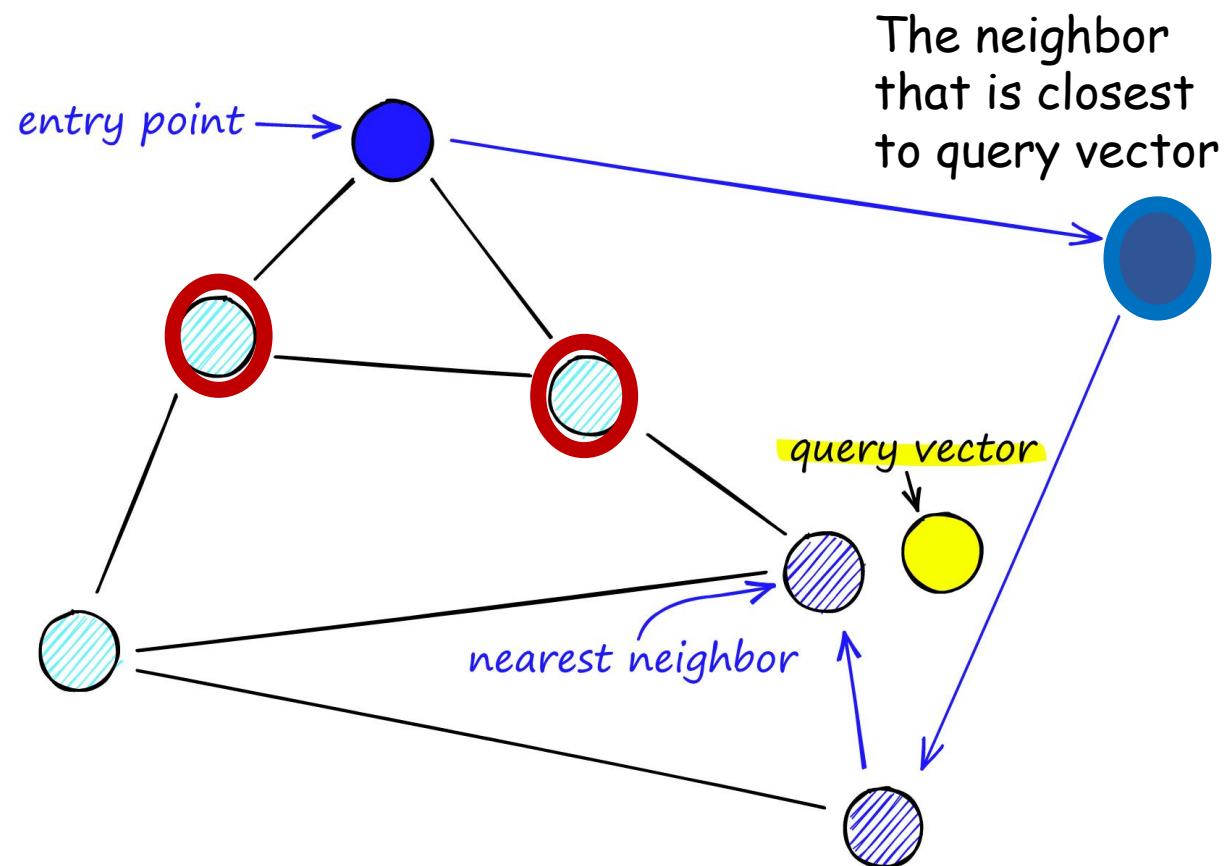 The neighbor
that is closest
to query vector
entry point
query vector
nearest neighbor